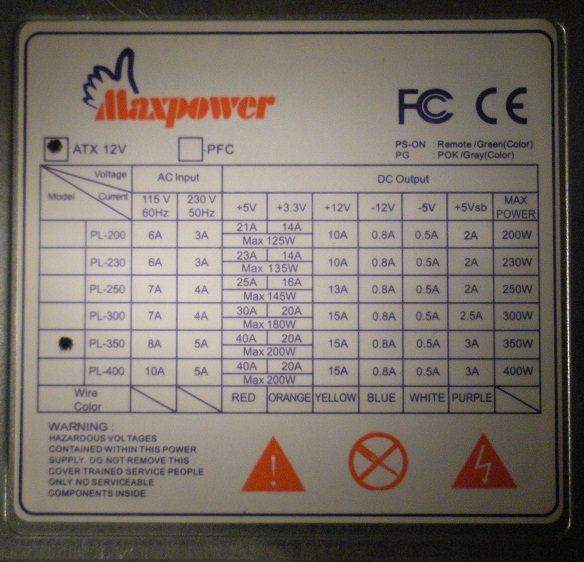 Maxpower
FC CE
ATX 12V PFC
PS-ON : Remote /Green(Color)
PG : POK /Gray(Color)
Voltage Current Model AC Input DC Output
115 V 60Hz 230 V 50Hz +5V +3.3V +12V -12V -5V +5Vsb MAX POWER
PL-200 6A 3A 21A 14A Max 125W 10A 0.8A 0.5A 2A 200W
PL-230 6A 3A 23A 14A Max 135W 10A 0.8A 0.5A 2A 230W
PL-250 7A 4A 25A 16A Max 145W 13A 0.8A 0.5A 2A 250W
PL-300 7A 4A 30A 20A Max 180W 15A 0.8A 0.5A 2.5A 300W
PL-350 8A 5A 40A 20A Max 200W 15A 0.8A 0.5A 3A 350W
PL-400 10A 5A 40A 20A Max 200W 15A 0.8A 0.5A 3A 400W
Wire Color RED ORANGE YELLOW BLUE WHITE PURPLE
WARNING :
HAZARDOUS VOLTAGES
CONTAINED WITHIN THIS POWER
SUPPLY. DO NOT REMOVE THIS
COVER TRAINED SERVICE PEOPLE
ONLY.NO SERVICEABLE
COMPONENTS INSIDE.